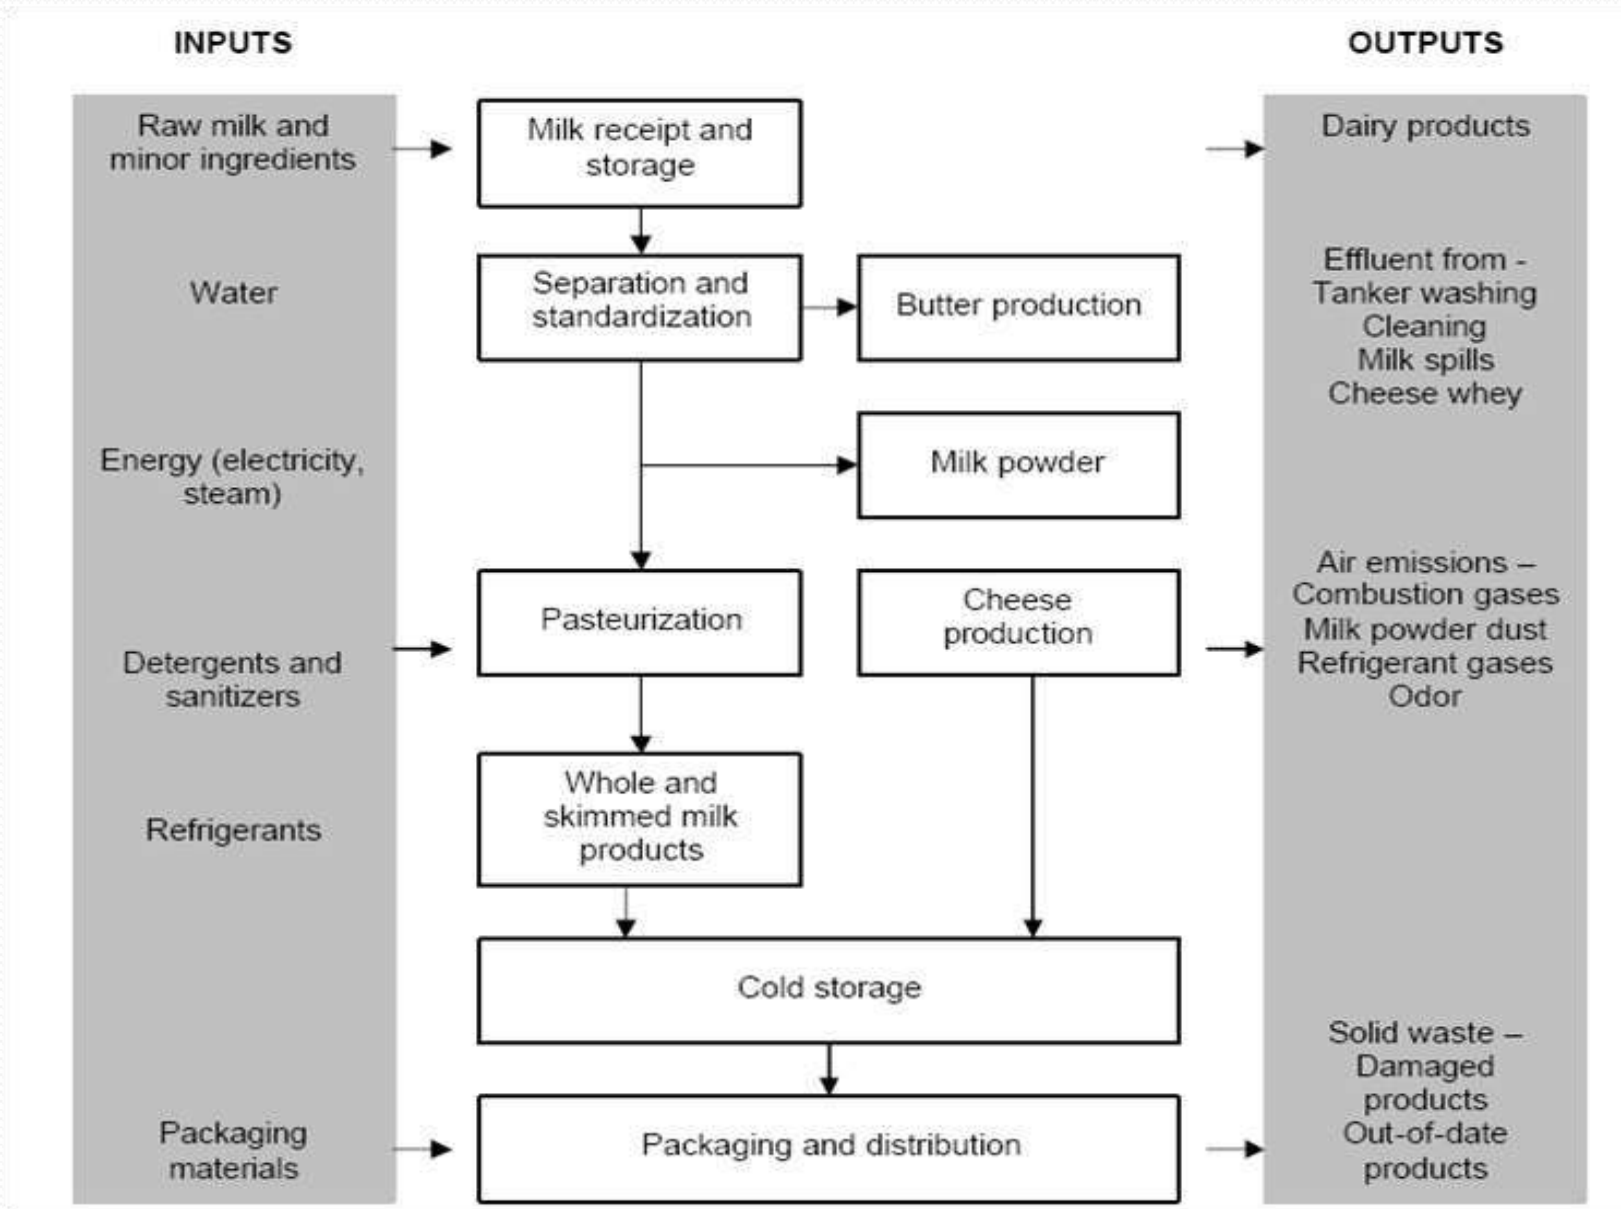 INPUTS
OUTPUTS
Raw milk and
minor ingredients
Water
Energy (electricity,
steam)
Detergents and
sanitizers
Refrigerants
Packaging
materials
Milk receipt and
storage
Separation and
standardization
Butter production
Milk powder
Pasteurization
Cheese
production
Whole and
skimmed milk
products
Cold storage
Packaging and distribution
Dairy products
Effluent from -
Tanker washing
Cleaning
Milk spills
Cheese whey
Air emissions –
Combustion gases
Milk powder dust
Refrigerant gases
Odor
Solid waste –
Damaged
products
Out-of-date
products